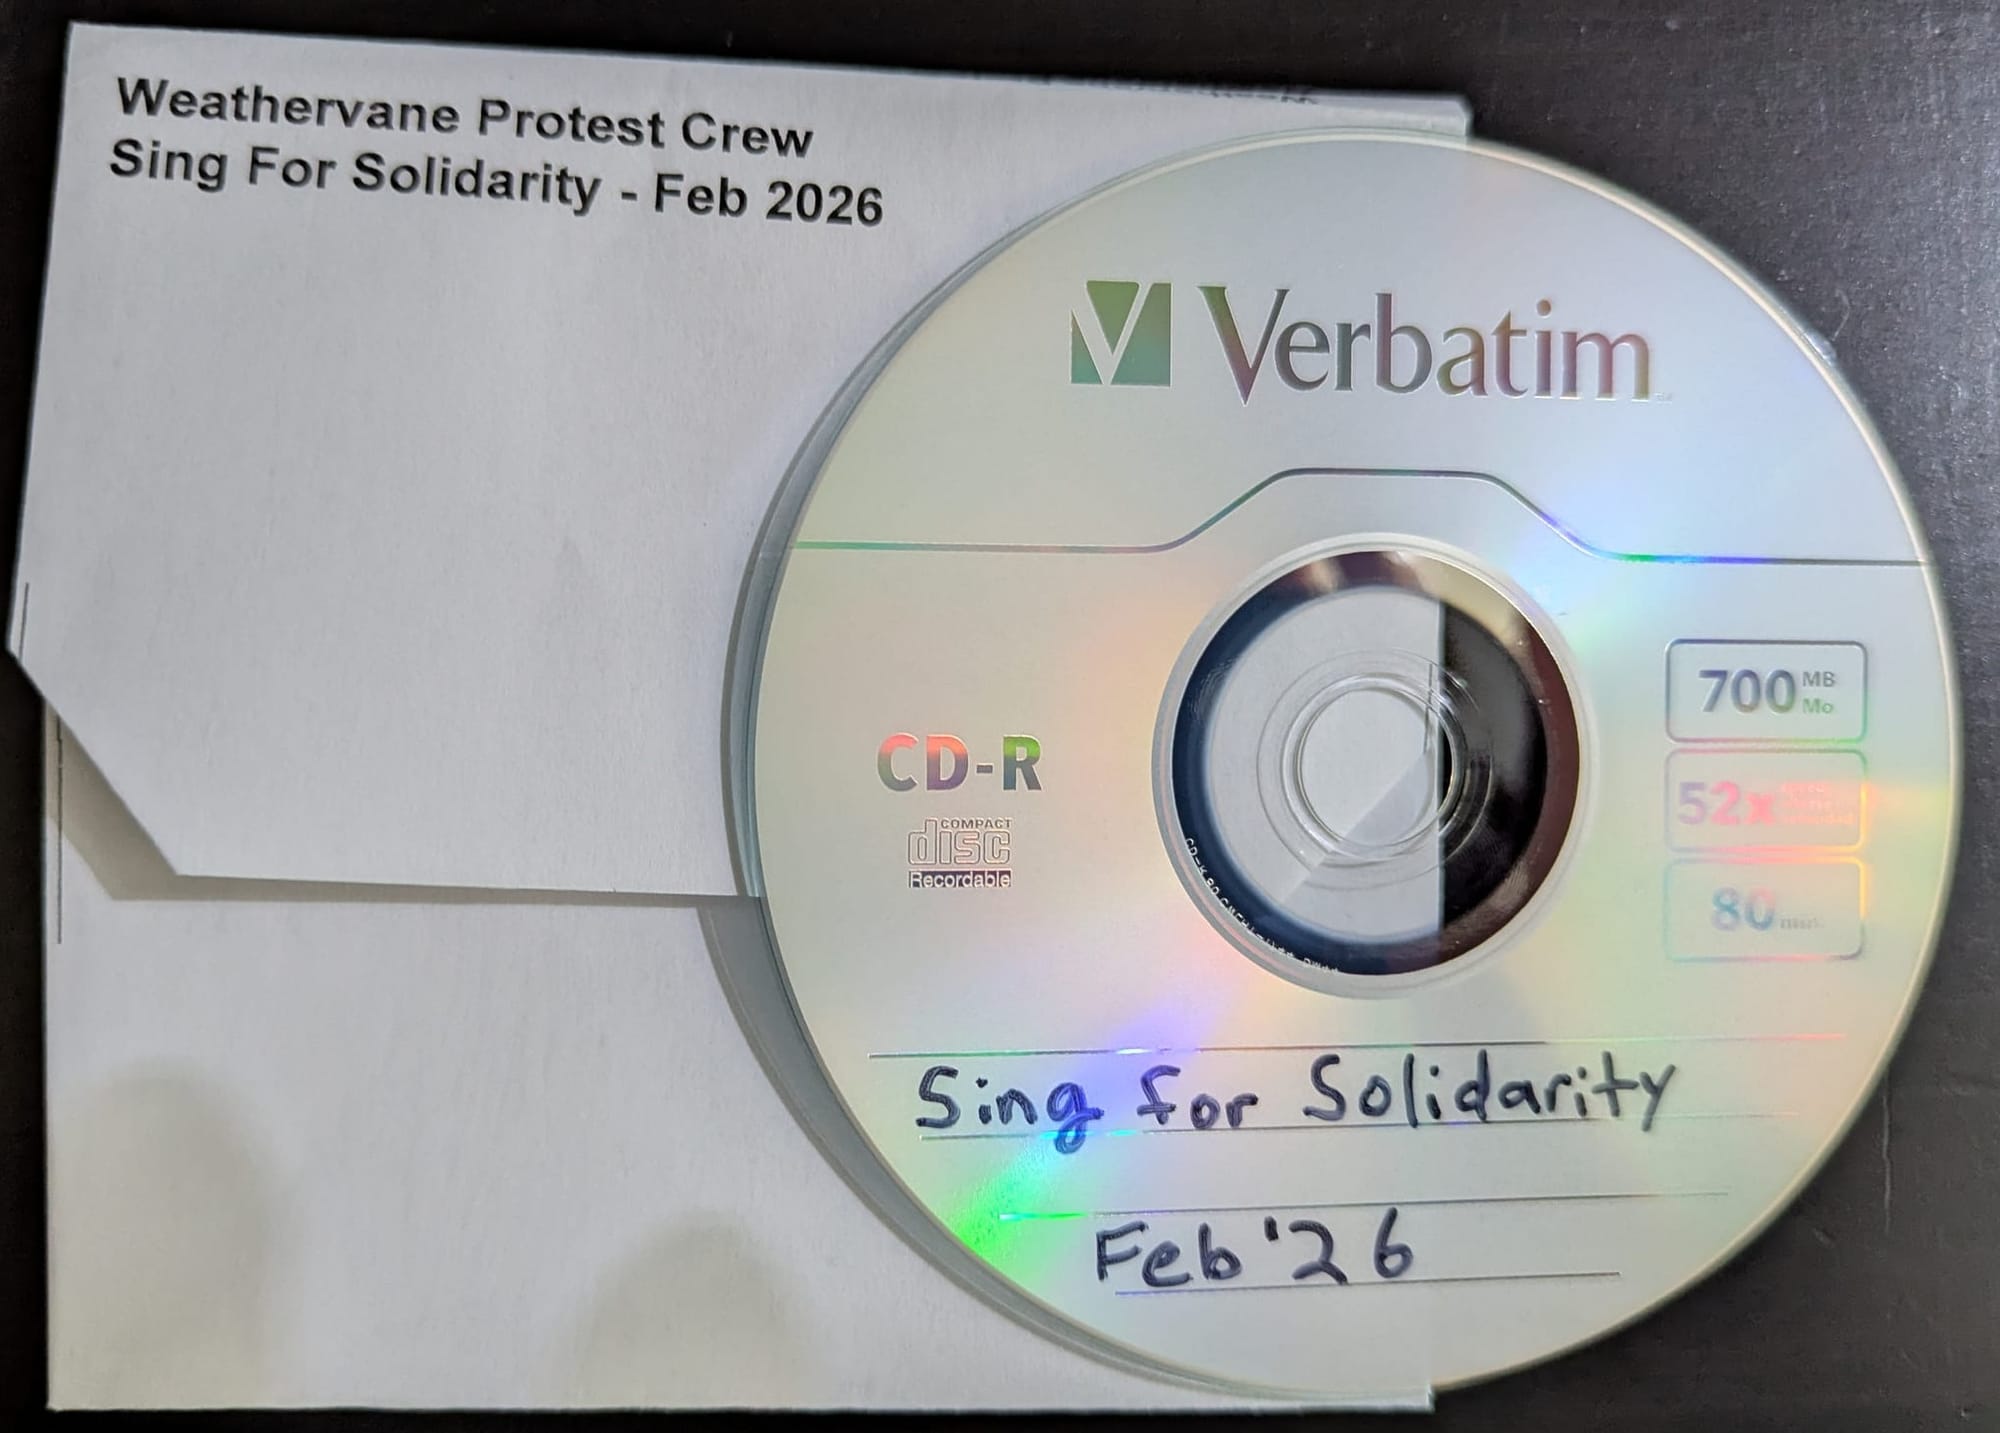 Weathervane Protest Crew
Sing For Solidarity - Feb 2026
Verbatim
CD-R
COMPACT
disc
Recordable
700 MB
Mo
52x
80 min
Sing for Solidarity
Feb '26